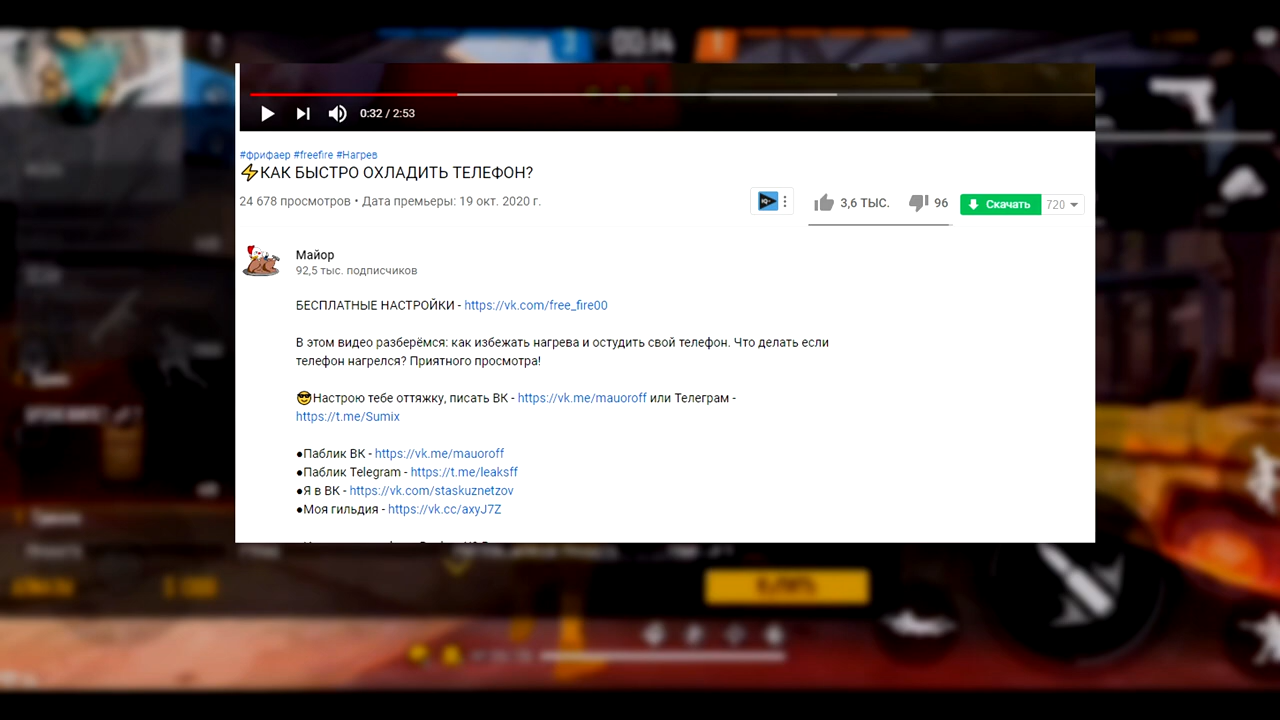 00:14
0:32 / 2:53
#фрифаер #freefire #Нагрев
⚡КАК БЫСТРО ОХЛАДИТЬ ТЕЛЕФОН?
24 678 просмотров • Дата премьеры: 19 окт. 2020 г.
3,6 ТЫС.
96
Скачать
720
Майор
92,5 тыс. подписчиков
БЕСПЛАТНЫЕ НАСТРОЙКИ - https://vk.com/free_fire00
В этом видео разберёмся: как избежать нагрева и остудить свой телефон. Что делать если
телефон нагрелся? Приятного просмотра!
😎Настрою тебе оттяжку, писать ВК - https://vk.me/mauoroff или Телеграм -
https://t.me/Sumix
●Паблик ВК - https://vk.me/mauoroff
●Паблик Telegram - https://t.me/leaksff
●Я в ВК - https://vk.com/staskuznetzov
●Моя гильдия - https://vk.cc/axyJ7Z